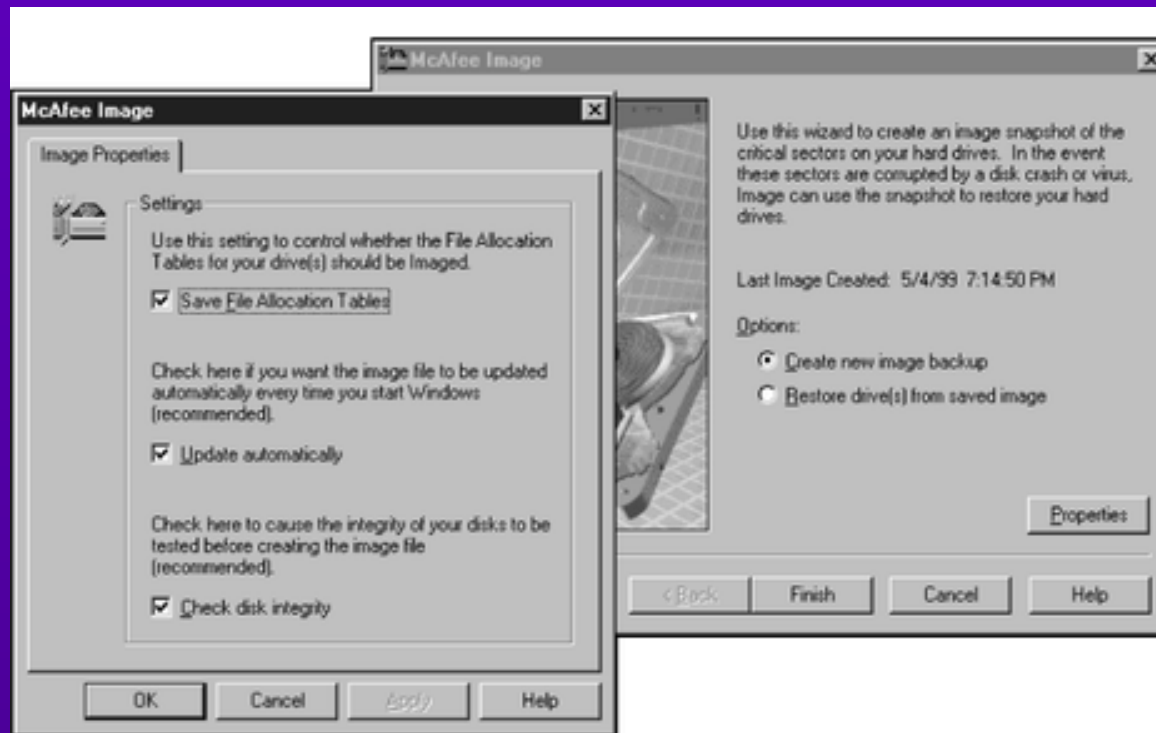 McAfee Image
McAfee Image
Image Properties
Settings
Use this setting to control whether the File Allocation
Tables for your drive(s) should be Imaged.
Save File Allocation Tables
Check here if you want the image file to be updated
automatically every time you start Windows
(recommended).
Update automatically
Check here to cause the integrity of your disks to be
tested before creating the image file
(recommended).
Check disk integrity
OK
Cancel
Apply
Help
Use this wizard to create an image snapshot of the
critical sectors on your hard drives. In the event
these sectors are corrupted by a disk crash or virus,
Image can use the snapshot to restore your hard
drives.
Last Image Created: 5/4/99 7:14:50 PM
Options:
Create new image backup
Restore drive(s) from saved image
Properties
< Back
Finish
Cancel
Help